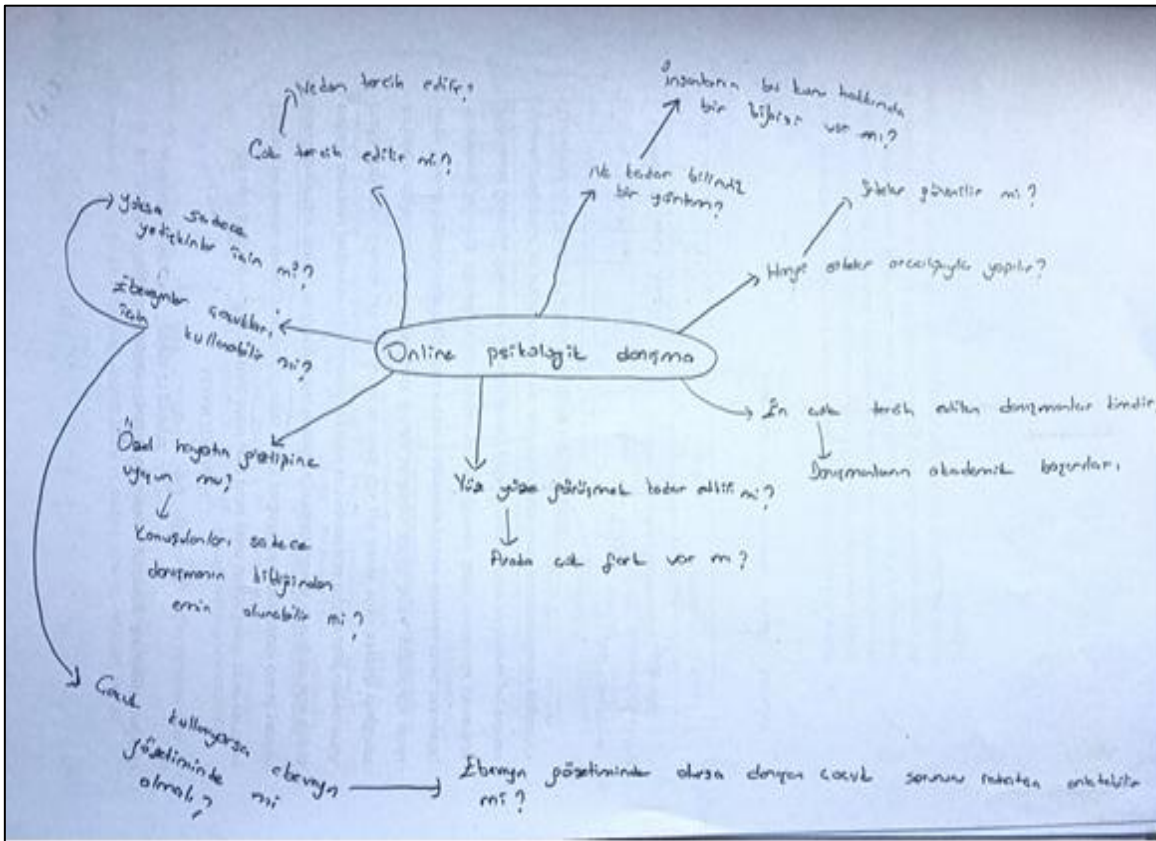 Neden tercih edilir?
Çok tercih edilir mi?
İnsanların bu konu hakkında
bir bilgisi var mı?
Ne kadar bilindik
bir yöntem?
Siteler güvenilir mi?
Hangi siteler aracılığıyla yapılır?
Yoksa sadece
yetişkinler için mi?
Ebeveynler çocukları
için kullanabilir mi?
Online psikolojik danışma
En çok tercih edilen danışmanlar kimdir
Danışmanların akademik başarıları
Özel hayatın gizliliğine
uygun mu?
Konuşulanları sadece
danışmanın bildiğinden
emin olunabilir mi?
Yüz yüze görüşmek kadar etkili mi?
Arada çok fark var mı?
Çocuk kullanıyorsa ebeveyn
gözetiminde mi
olmalı?
Ebeveyn gözetiminde olursa danışan çocuk sorununu rahatça anlatabilir
mi?